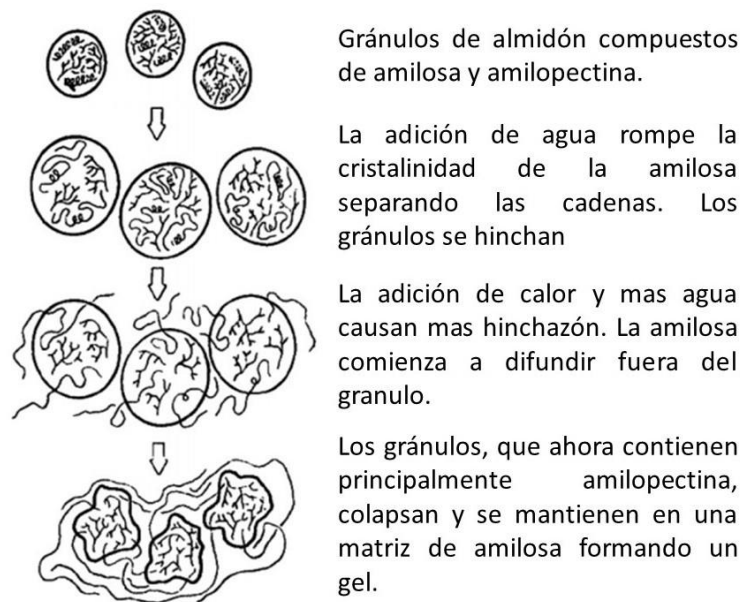 Gránulos de almidón compuestos
de amilosa y amilopectina.
La adición de agua rompe la
cristalinidad de la amilosa
separando las cadenas. Los
gránulos se hinchan
La adición de calor y mas agua
causan mas hinchazón. La amilosa
comienza a difundir fuera del
granulo.
Los gránulos, que ahora contienen
principalmente amilopectina,
colapsan y se mantienen en una
matriz de amilosa formando un
gel.